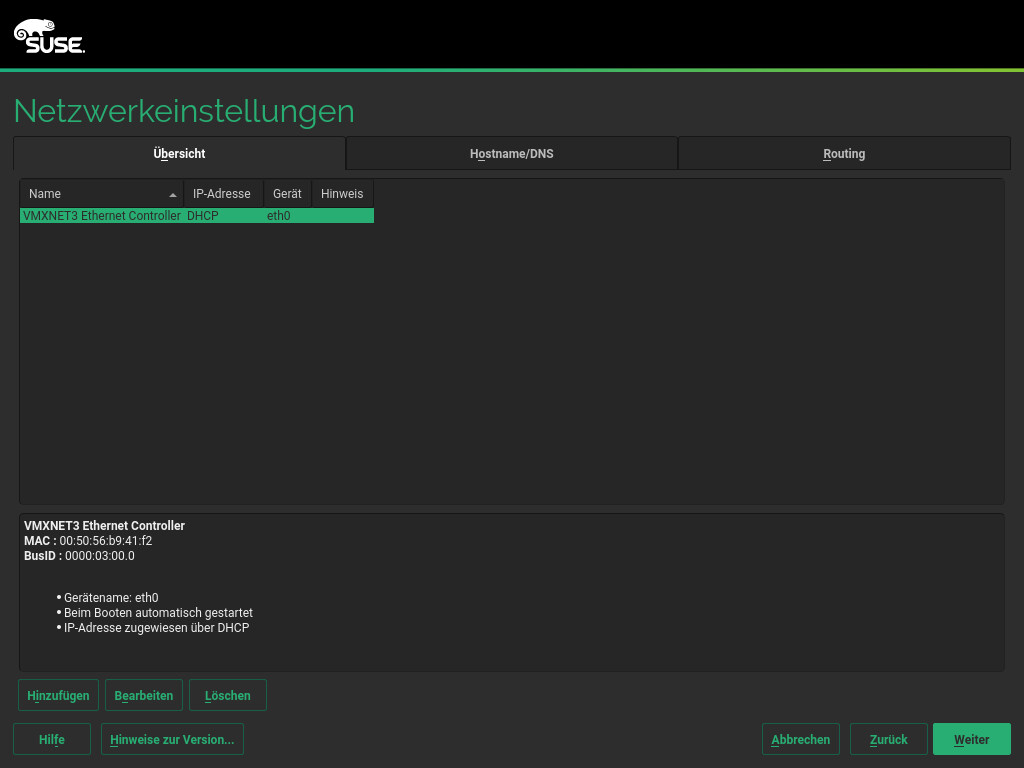 SUSE.
Netzwerkeinstellungen
Übersicht Hostname/DNS Routing
Name IP-Adresse Gerät Hinweis
VMXNET3 Ethernet Controller DHCP eth0
VMXNET3 Ethernet Controller
MAC : 00:50:56:b9:41:f2
BusID : 0000:03:00.0
• Gerätename: eth0
• Beim Booten automatisch gestartet
• IP-Adresse zugewiesen über DHCP
Hinzufügen Bearbeiten Löschen
Hilfe Hinweise zur Version... Abbrechen Zurück Weiter